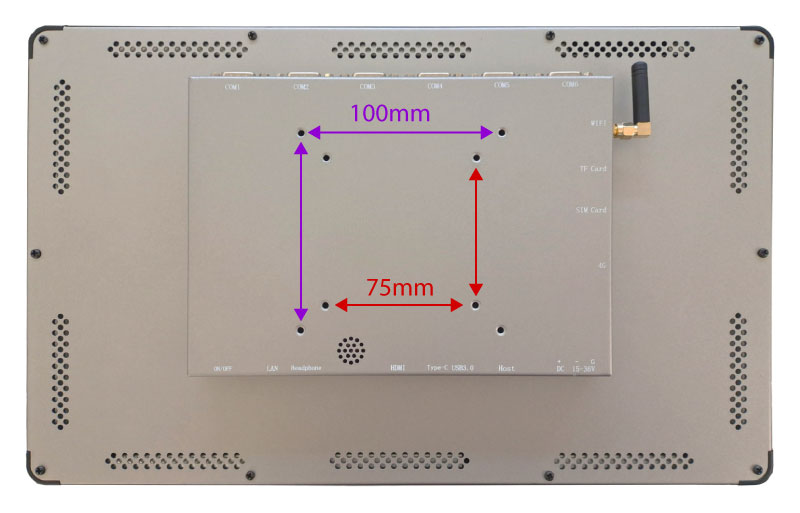 COM1 COM2 COM3 COM4 COM5 COM6
100mm
WIFI
TF Card
SIM Card
4G
75mm
+ - G
ON/OFF LAN Headphone HDMI Type-C USB3.0 Host DC 15-36V